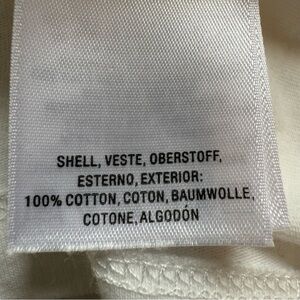 SHELL, VESTE, OBERSTOFF,
ESTERNO, EXTERIOR:
100% COTTON, COTON, BAUMWOLLE,
COTONE, ALGODÓN